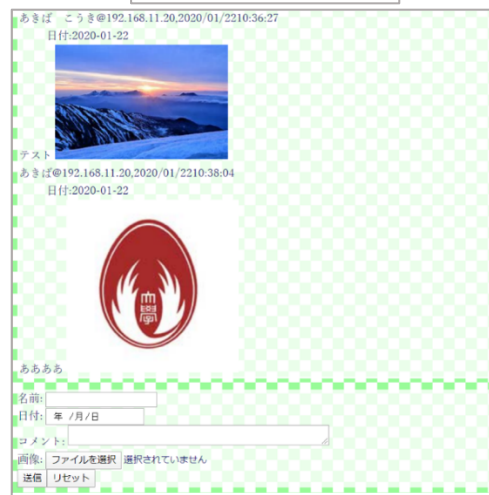 あきば　こうき@192.168.11.20,2020/01/2210:36:27
日付:2020-01-22
テスト
あきば@192.168.11.20,2020/01/2210:38:04
日付:2020-01-22
大學
ああああ
名前:
日付: 年 /月/日
コメント:
画像: ファイルを選択 選択されていません
送信 リセット